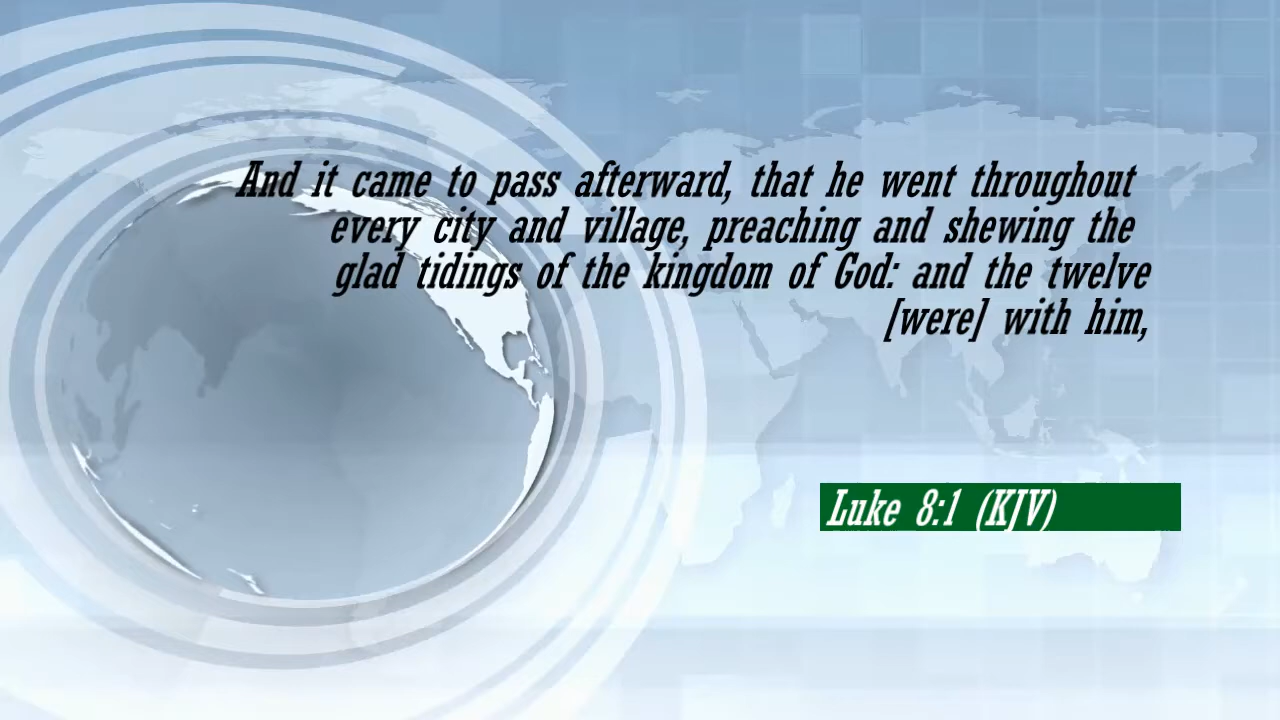 And it came to pass afterward, that he went throughout
every city and village, preaching and shewing the
glad tidings of the kingdom of God: and the twelve
[were] with him,
Luke 8:1 (KJV)